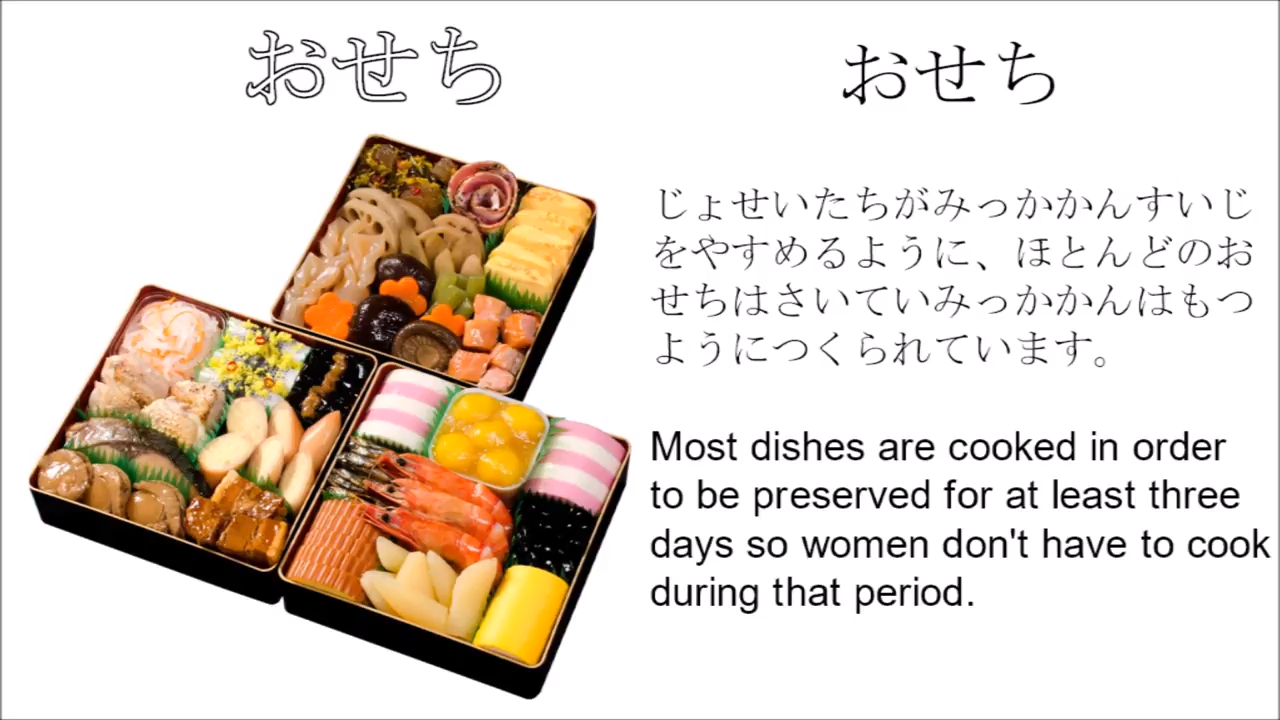 おせち
おせち
じょせいたちがみっかかんすいじ
をやすめるように、ほとんどのお
せちはさいていみっかかんはもつ
ようにつくられています。
Most dishes are cooked in order
to be preserved for at least three
days so women don't have to cook
during that period.